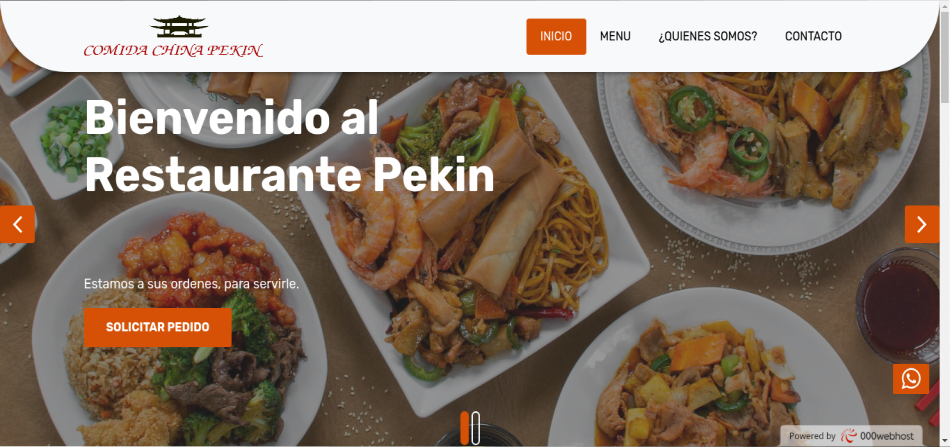 COMIDA CHINA PEKIN
INICIO
MENU
¿QUIENES SOMOS?
CONTACTO
Bienvenido al
Restaurante Pekin
Estamos a sus ordenes, para servirle.
SOLICITAR PEDIDO
Powered by 000webhost